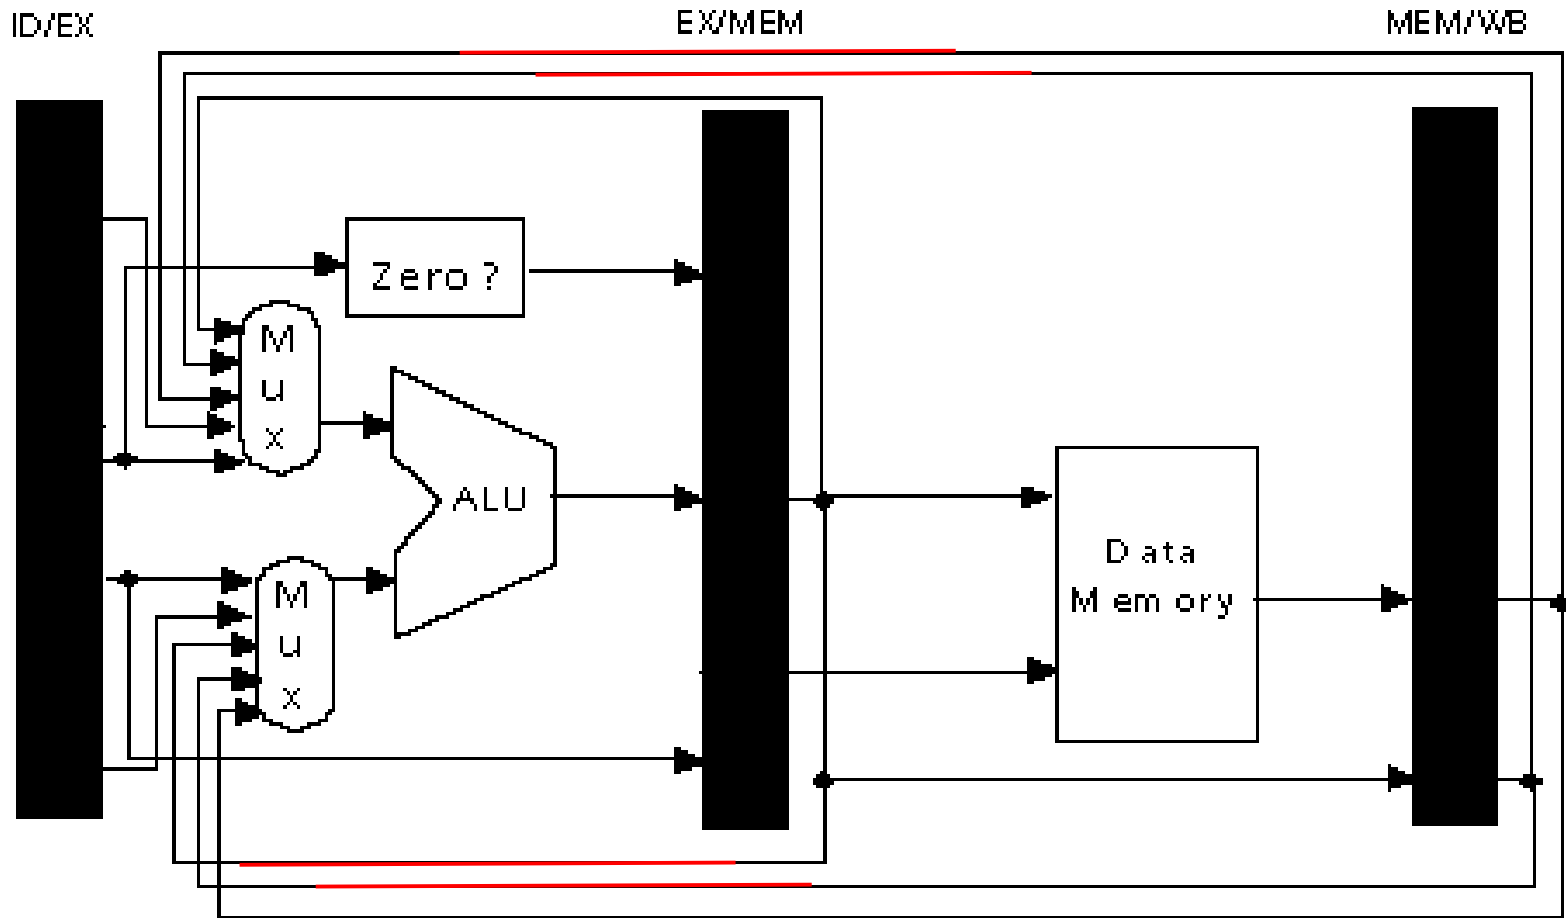 ID/EX EX/MEM MEM/WB
Zero ?
M
u
x
ALU
Data
Memory
M
u
x